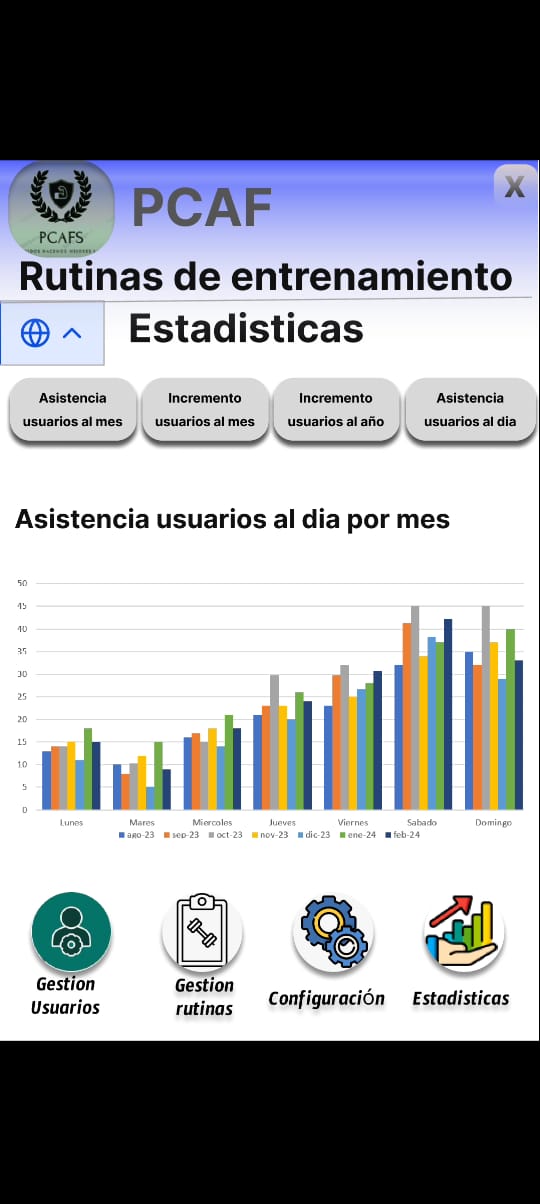 PCAFS
PCAF
X
Rutinas de entrenamiento
Estadisticas
Asistencia
usuarios al mes
Incremento
usuarios al mes
Incremento
usuarios al año
Asistencia
usuarios al dia
Asistencia usuarios al dia por mes
50
45
40
35
30
25
20
15
10
5
0
Lunes Mares Miercoles Jueves Viernes Sabado Domingo
ago-23 sep-23 oct-23 nov-23 dic-23 ene-24 feb-24
Gestion
Usuarios
Gestion
rutinas
Configuración
Estadisticas